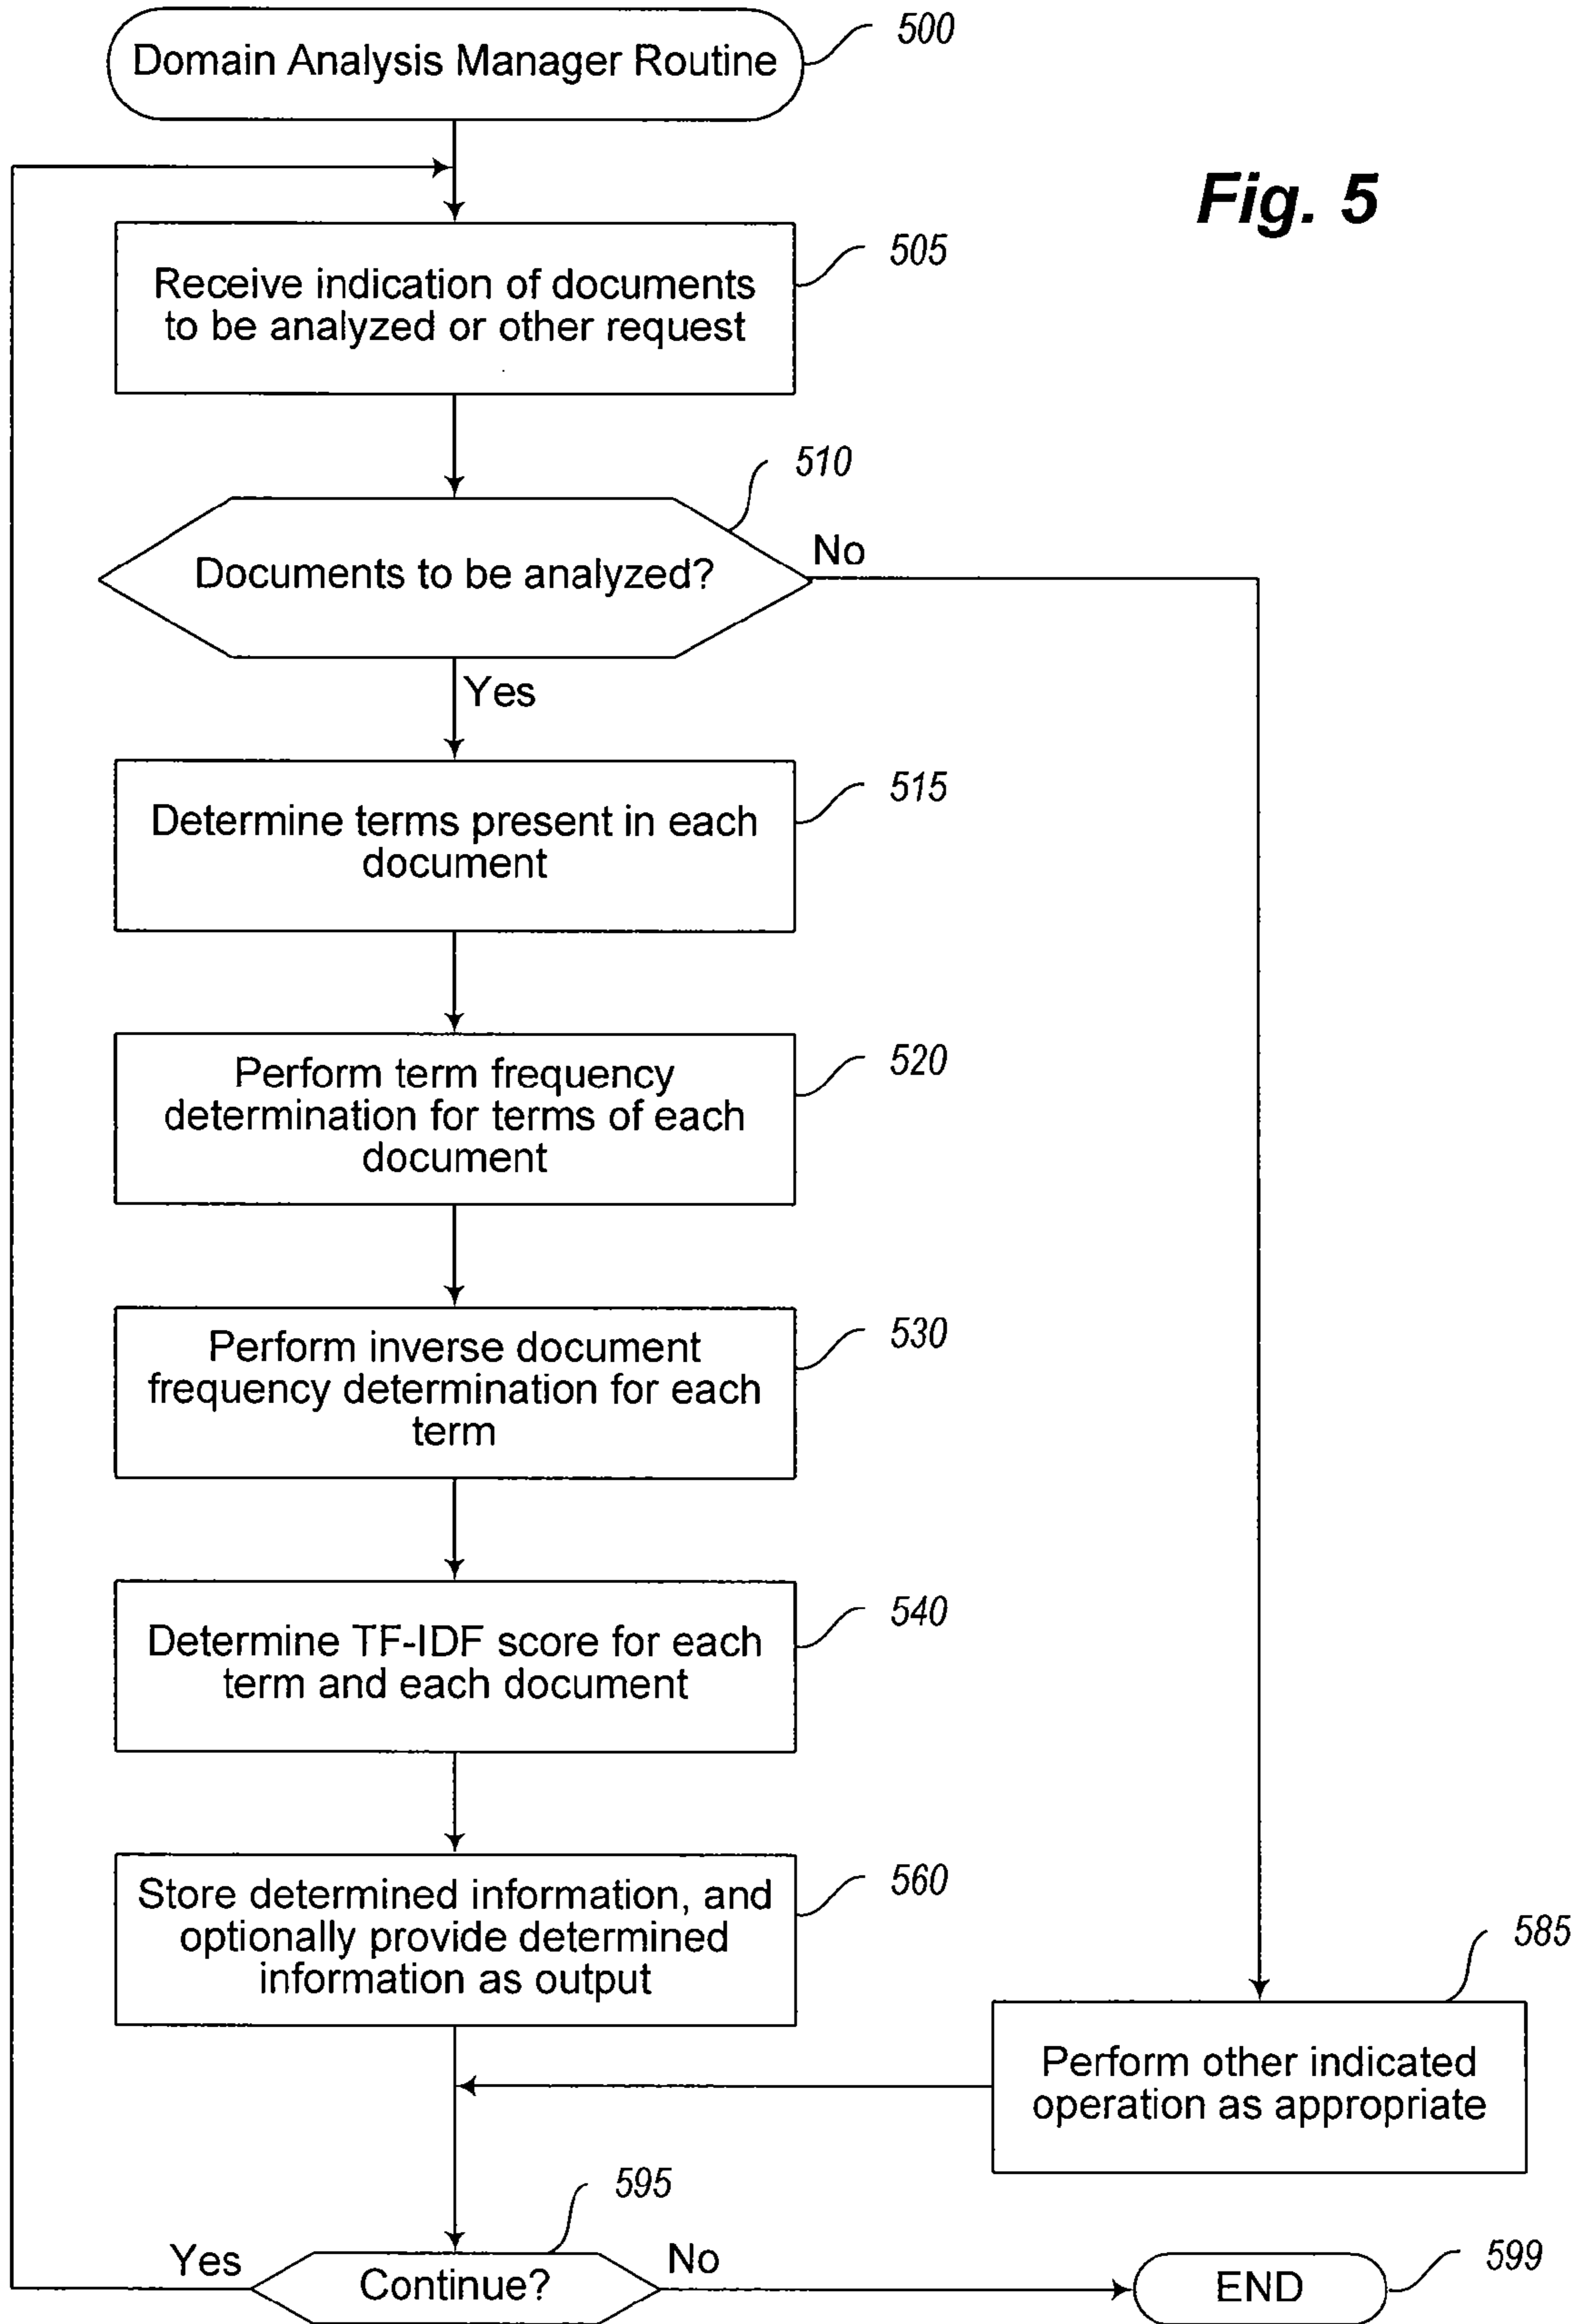 Domain Analysis Manager Routine
500
Fig. 5
505
Receive indication of documents
to be analyzed or other request
510
Documents to be analyzed?
No
Yes
515
Determine terms present in each
document
520
Perform term frequency
determination for terms of each
document
530
Perform inverse document
frequency determination for each
term
540
Determine TF-IDF score for each
term and each document
560
Store determined information, and
optionally provide determined
information as output
585
Perform other indicated
operation as appropriate
595
Yes
Continue?
No
END
599